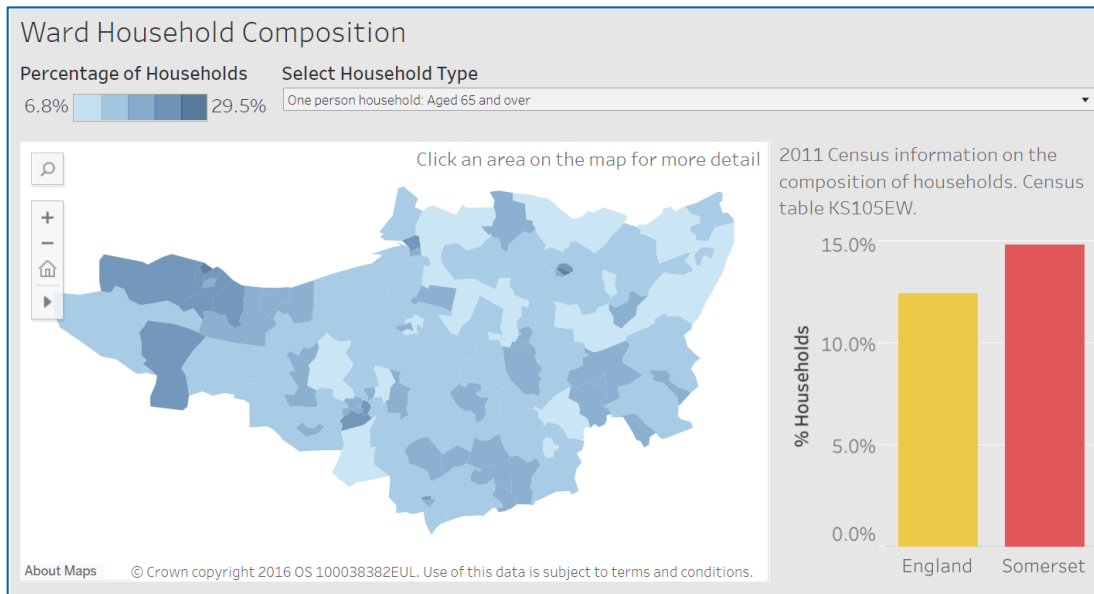 Ward Household Composition
Percentage of Households
6.8%
29.5%
Select Household Type
One person household: Aged 65 and over
Click an area on the map for more detail
2011 Census information on the
composition of households. Census
table KS105EW.
% Households
15.0%
10.0%
5.0%
0.0%
England
Somerset
About Maps
© Crown copyright 2016 OS 100038382EUL. Use of this data is subject to terms and conditions.